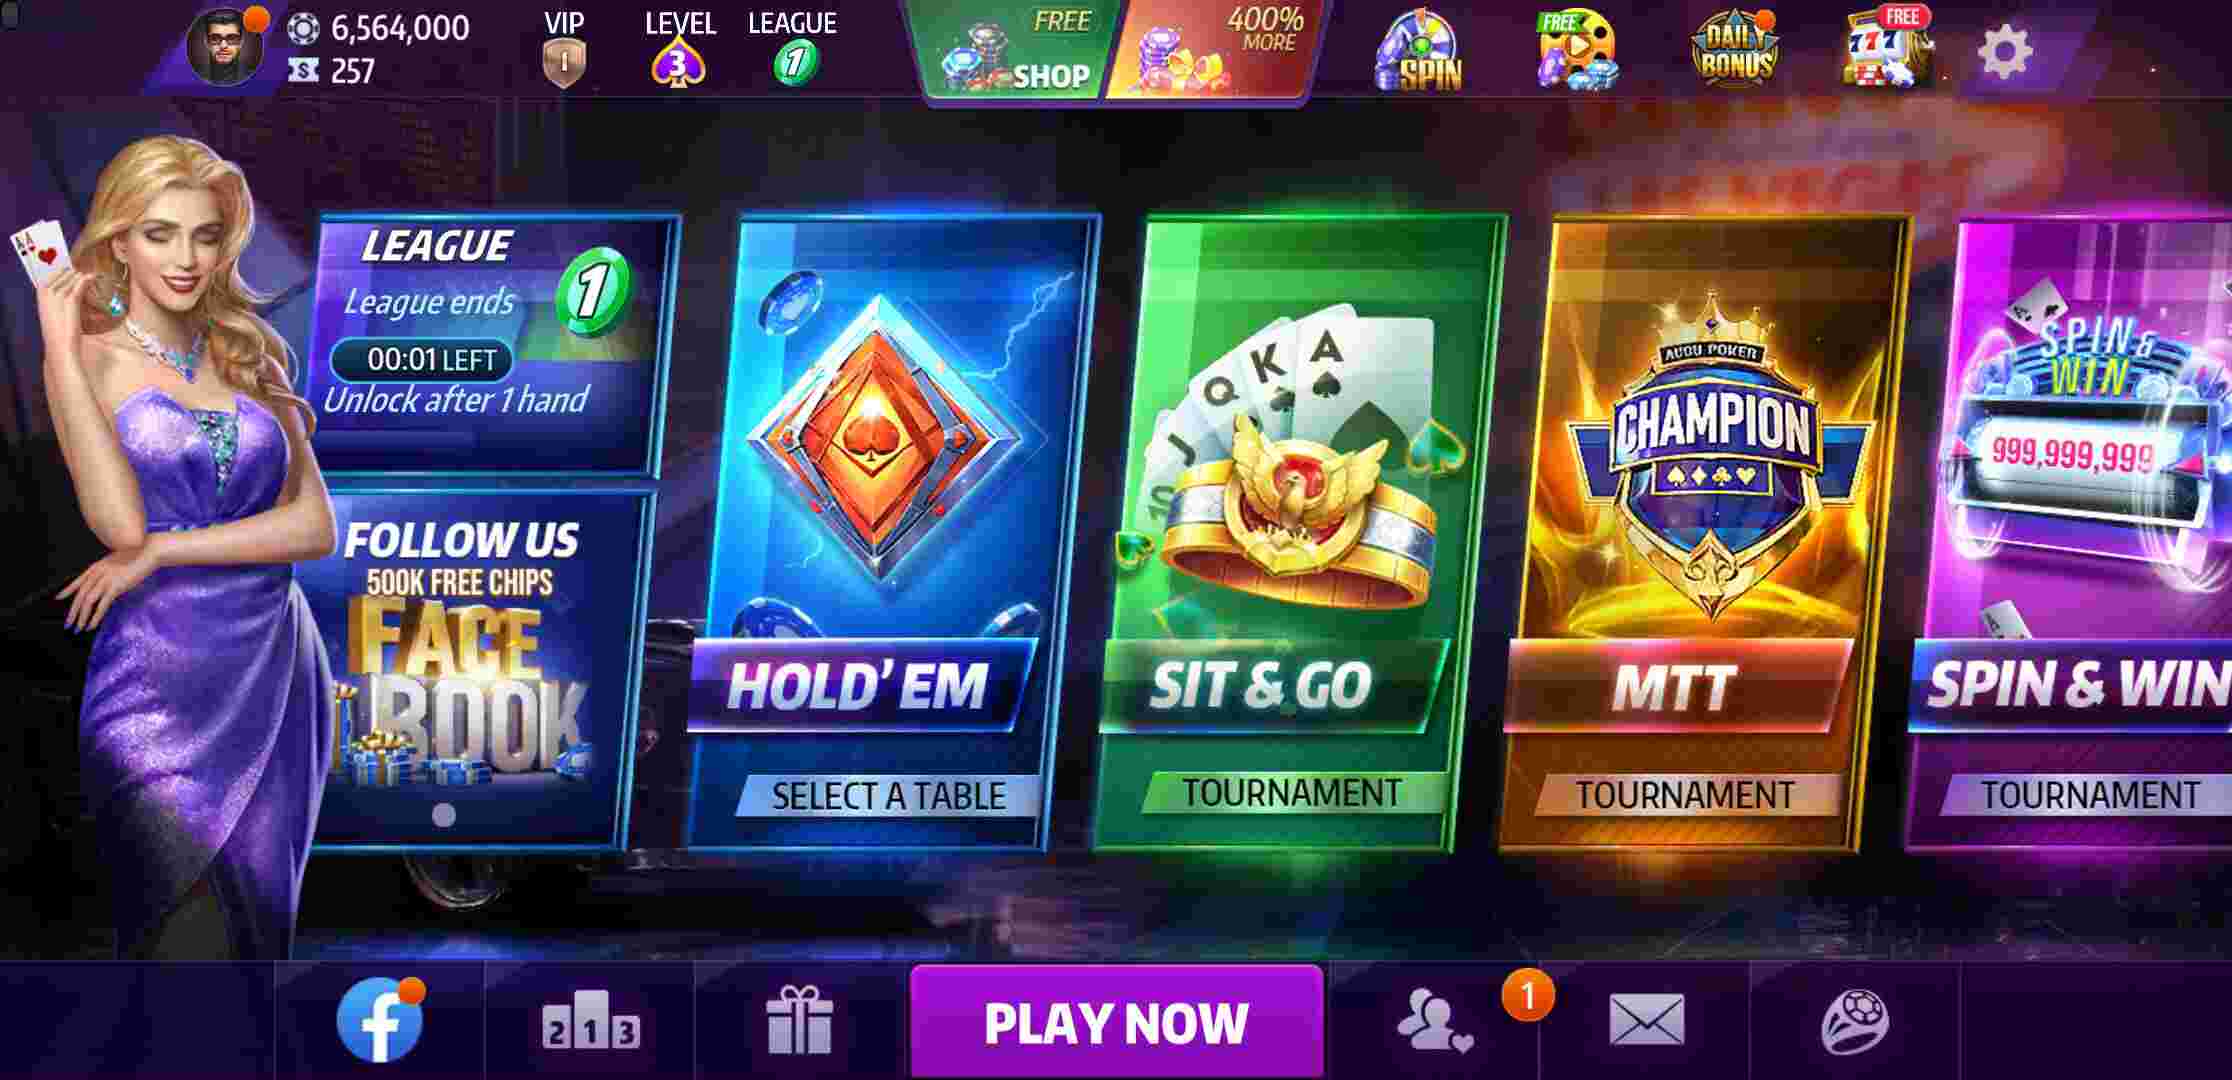 6,564,000
257
VIP
1
LEVEL
3
LEAGUE
1
FREE
SHOP
400%
MORE
SPIN
FREE
DAILY
BONUS
FREE
777
LEAGUE
League ends
1
00:01 LEFT
Unlock after 1 hand
FOLLOW US
500K FREE CHIPS
FACE
BOOK
HOLD' EM
SELECT A TABLE
10 J Q K A
SIT & GO
TOURNAMENT
AUDU POKER
CHAMPION
MTT
TOURNAMENT
SPIN &
WIN
999,999,999
SPIN & WIN
TOURNAMENT
f
2 1 3
PLAY NOW
1